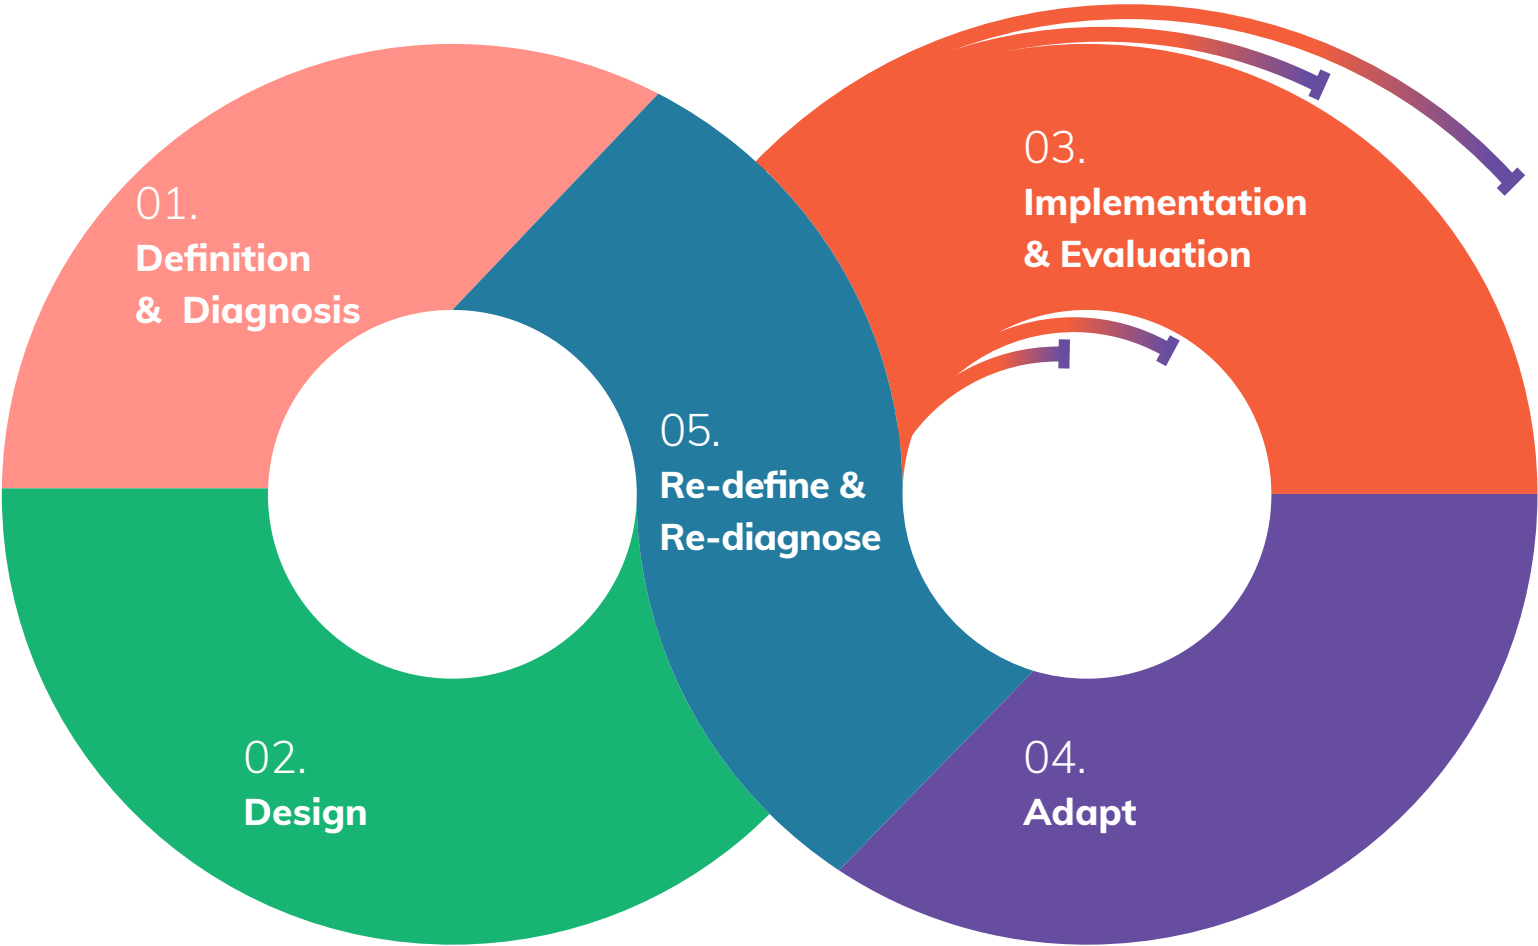 01.
Definition
& Diagnosis
02.
Design
03.
Implementation
& Evaluation
04.
Adapt
05.
Re-define &
Re-diagnose